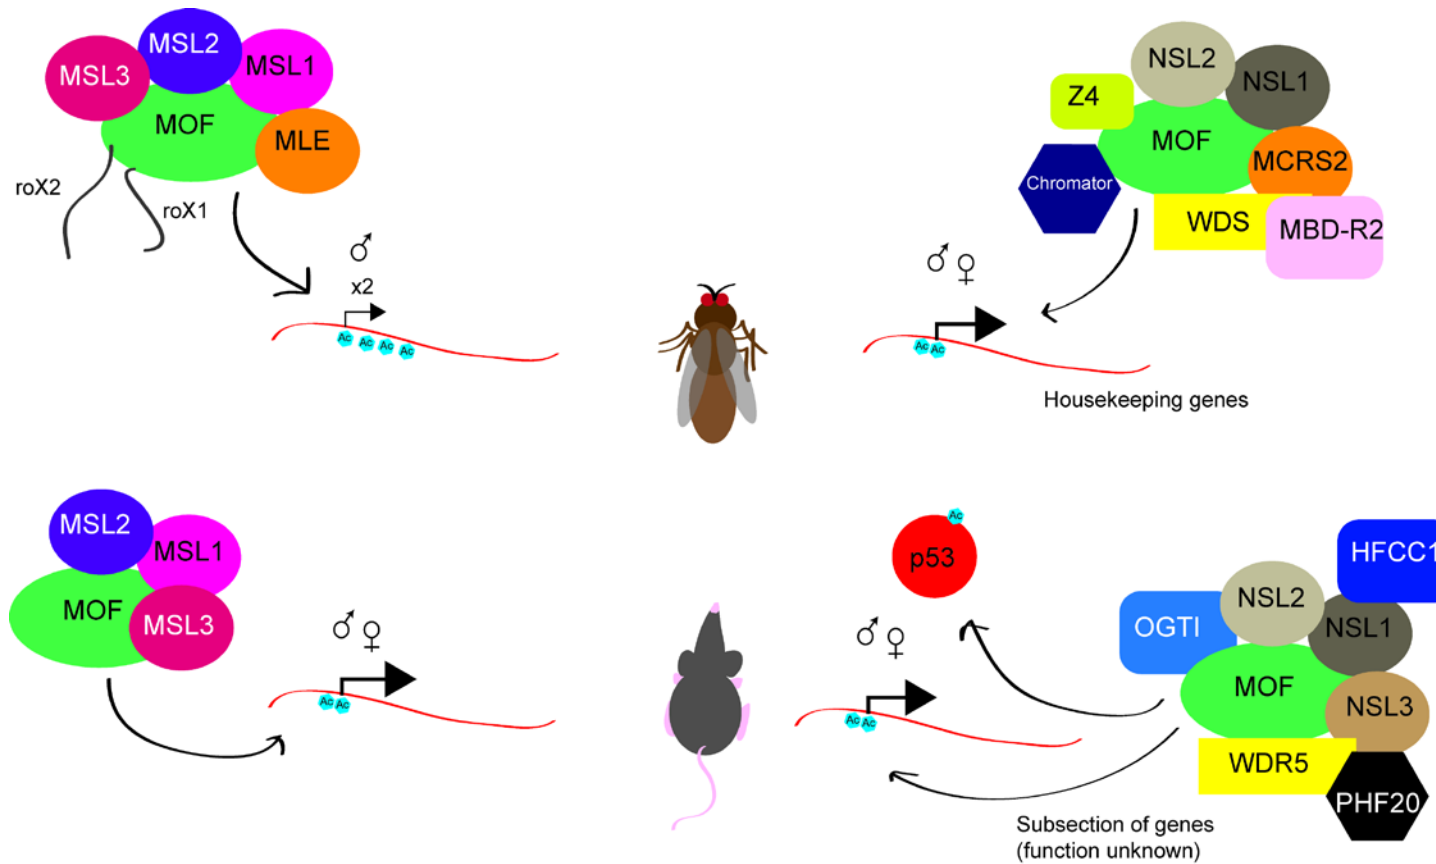 MSL2
MSL3
MSL1
MOF
MLE
roX2
roX1
♂
x2
Ac
Ac
Ac
Ac
NSL2
Z4
NSL1
MOF
MCRS2
Chromator
WDS
MBD-R2
♂♀
Ac
Ac
Housekeeping genes
MSL2
MSL1
MOF
MSL3
♂♀
Ac
Ac
Ac
p53
HFCC1
NSL2
OGTI
NSL1
♂♀
MOF
NSL3
Ac
Ac
WDR5
PHF20
Subsection of genes
(function unknown)